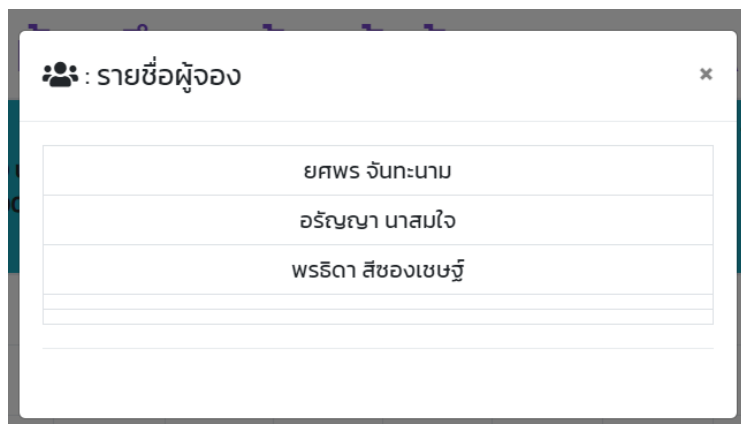 : รายชื่อผู้จอง
×
ยศพร จันทะนาม
อรัญญา นาสมใจ
พรธิดา สีซองเชษฐ์